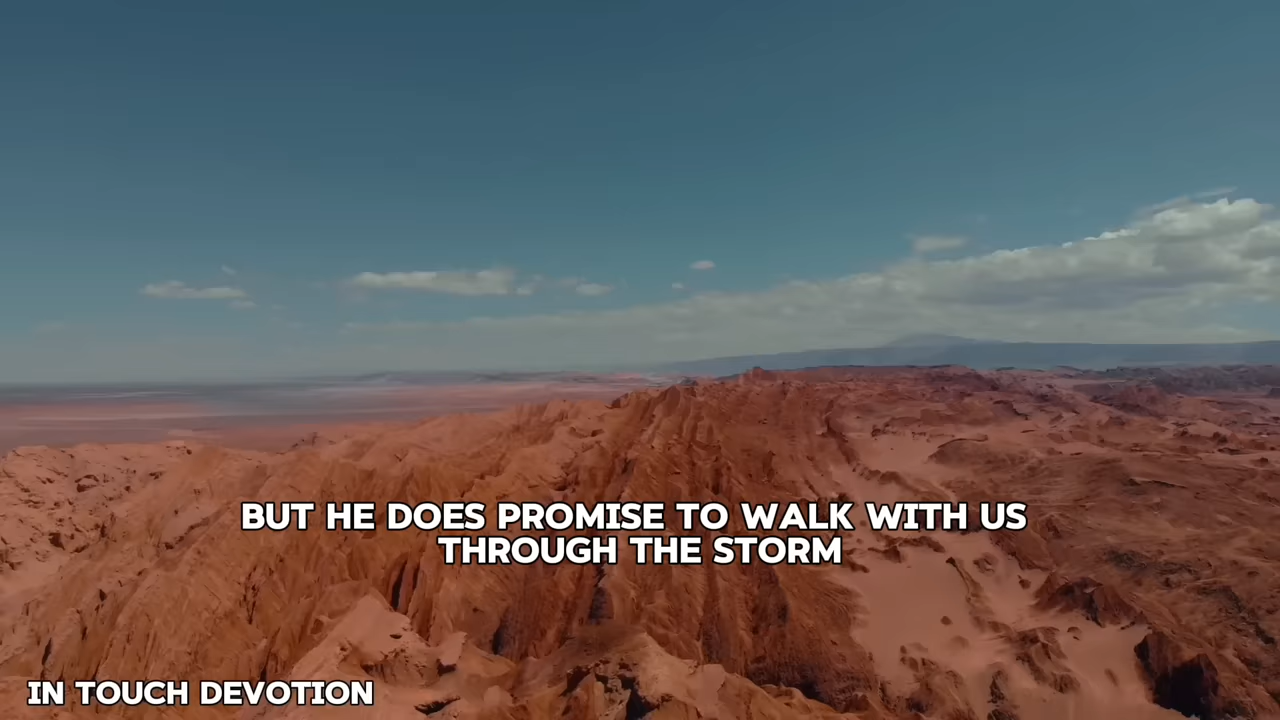 BUT HE DOES PROMISE TO WALK WITH US
THROUGH THE STORM
IN TOUCH DEVOTION